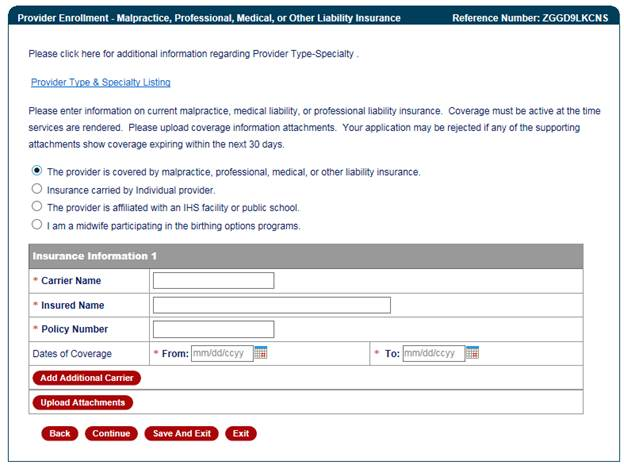 Provider Enrollment - Malpractice, Professional, Medical, or Other Liability Insurance Reference Number: ZGGD9LKCNS
Please click here for additional information regarding Provider Type-Specialty .
Provider Type & Specialty Listing
Please enter information on current malpractice, medical liability, or professional liability insurance. Coverage must be active at the time
services are rendered. Please upload coverage information attachments. Your application may be rejected if any of the supporting
attachments show coverage expiring within the next 30 days.
The provider is covered by malpractice, professional, medical, or other liability insurance.
Insurance carried by Individual provider.
The provider is affiliated with an IHS facility or public school.
I am a midwife participating in the birthing options programs.
Insurance Information 1
* Carrier Name
* Insured Name
* Policy Number
Dates of Coverage * From: mm/dd/ccyy * To: mm/dd/ccyy
Add Additional Carrier
Upload Attachments
Back Continue Save And Exit Exit